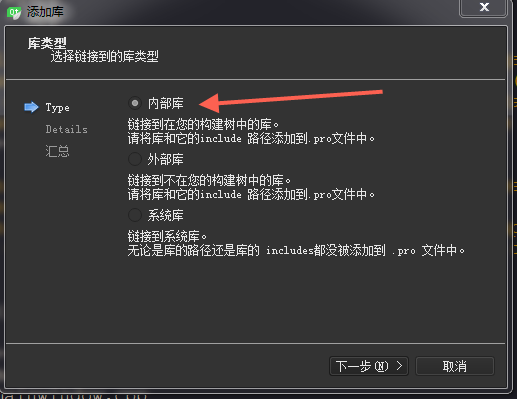 添加库
库类型
选择链接到的库类型
Type
Details
汇总
内部库
链接到在您的构建树中的库。
请将库和它的include 路径添加到.pro文件中。
外部库
链接到不在您的构建树中的库。
请将库和它的include 路径添加到.pro文件中。
系统库
链接到系统库。
无论是库的路径还是库的 includes都没被添加到 .pro 文件中。
下一步(N) >
取消